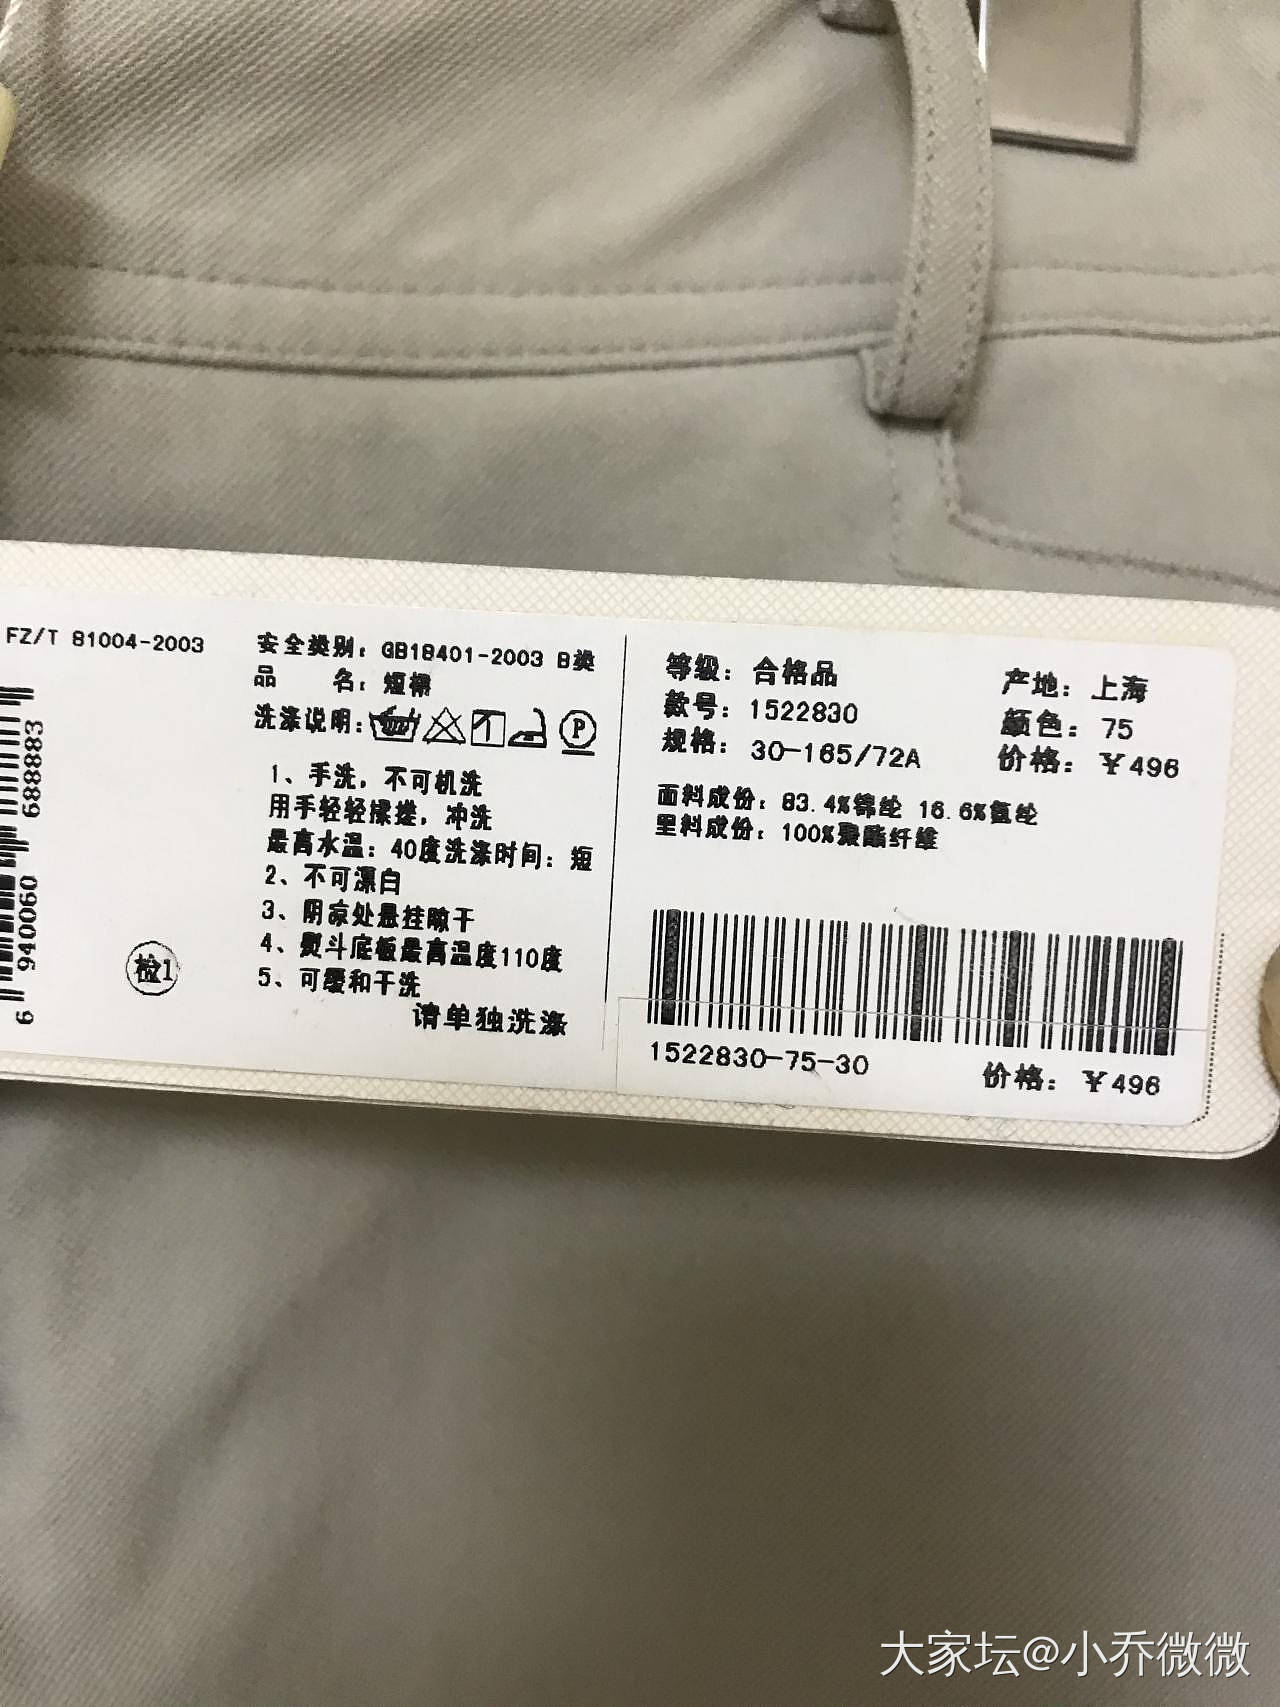 FZ/T 81004-2003
6 940060 688883
检1
安全类别：GB18401-2003 B类
品 名：短裙
洗涤说明：
P
1、手洗，不可机洗
用手轻轻揉搓，冲洗
最高水温：40度洗涤时间：短
2、不可漂白
3、阴凉处悬挂晾干
4、熨斗底板最高温度110度
5、可缓和干洗
请单独洗涤
等级：合格品
款号：1522830
规格：30-165/72A
产地：上海
颜色：75
价格：￥496
面料成份：83.4%锦纶 16.6%氨纶
里料成份：100%聚酯纤维
1522830-75-30
价格：￥496
大家坛@小乔微微